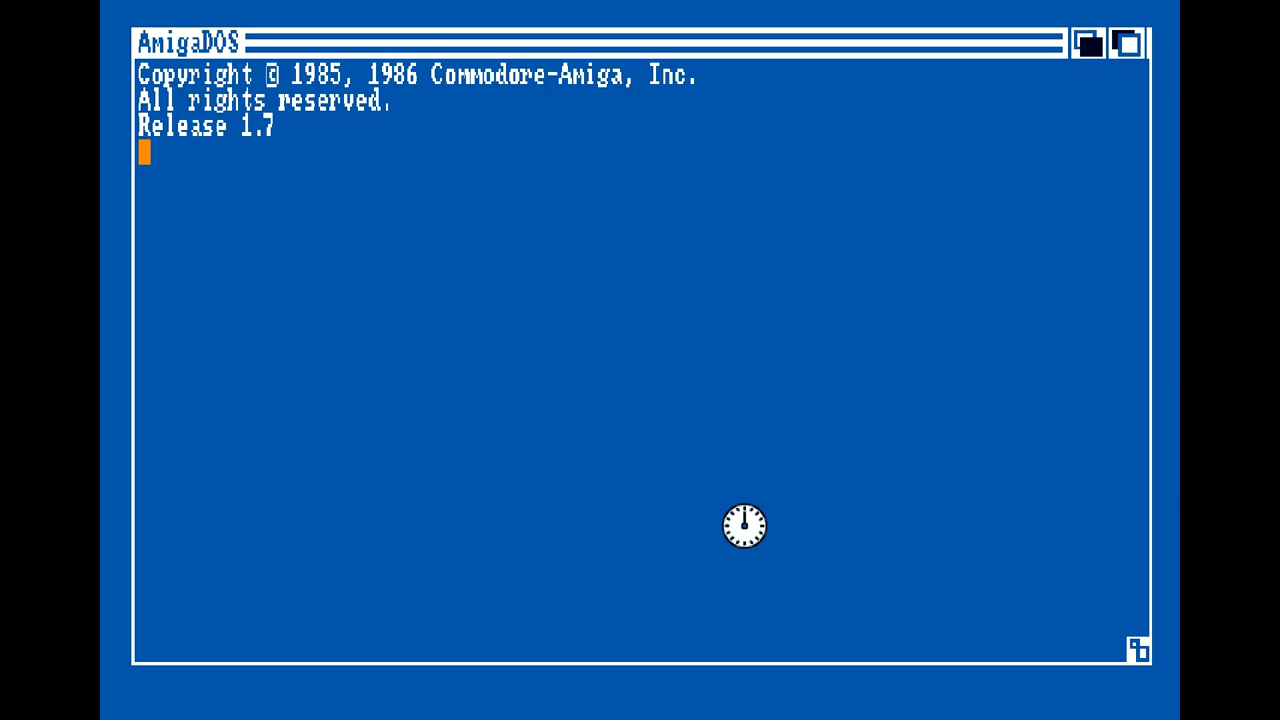 AmigaDOS
Copyright © 1985, 1986 Commodore-Amiga, Inc.
All rights reserved.
Release 1.7